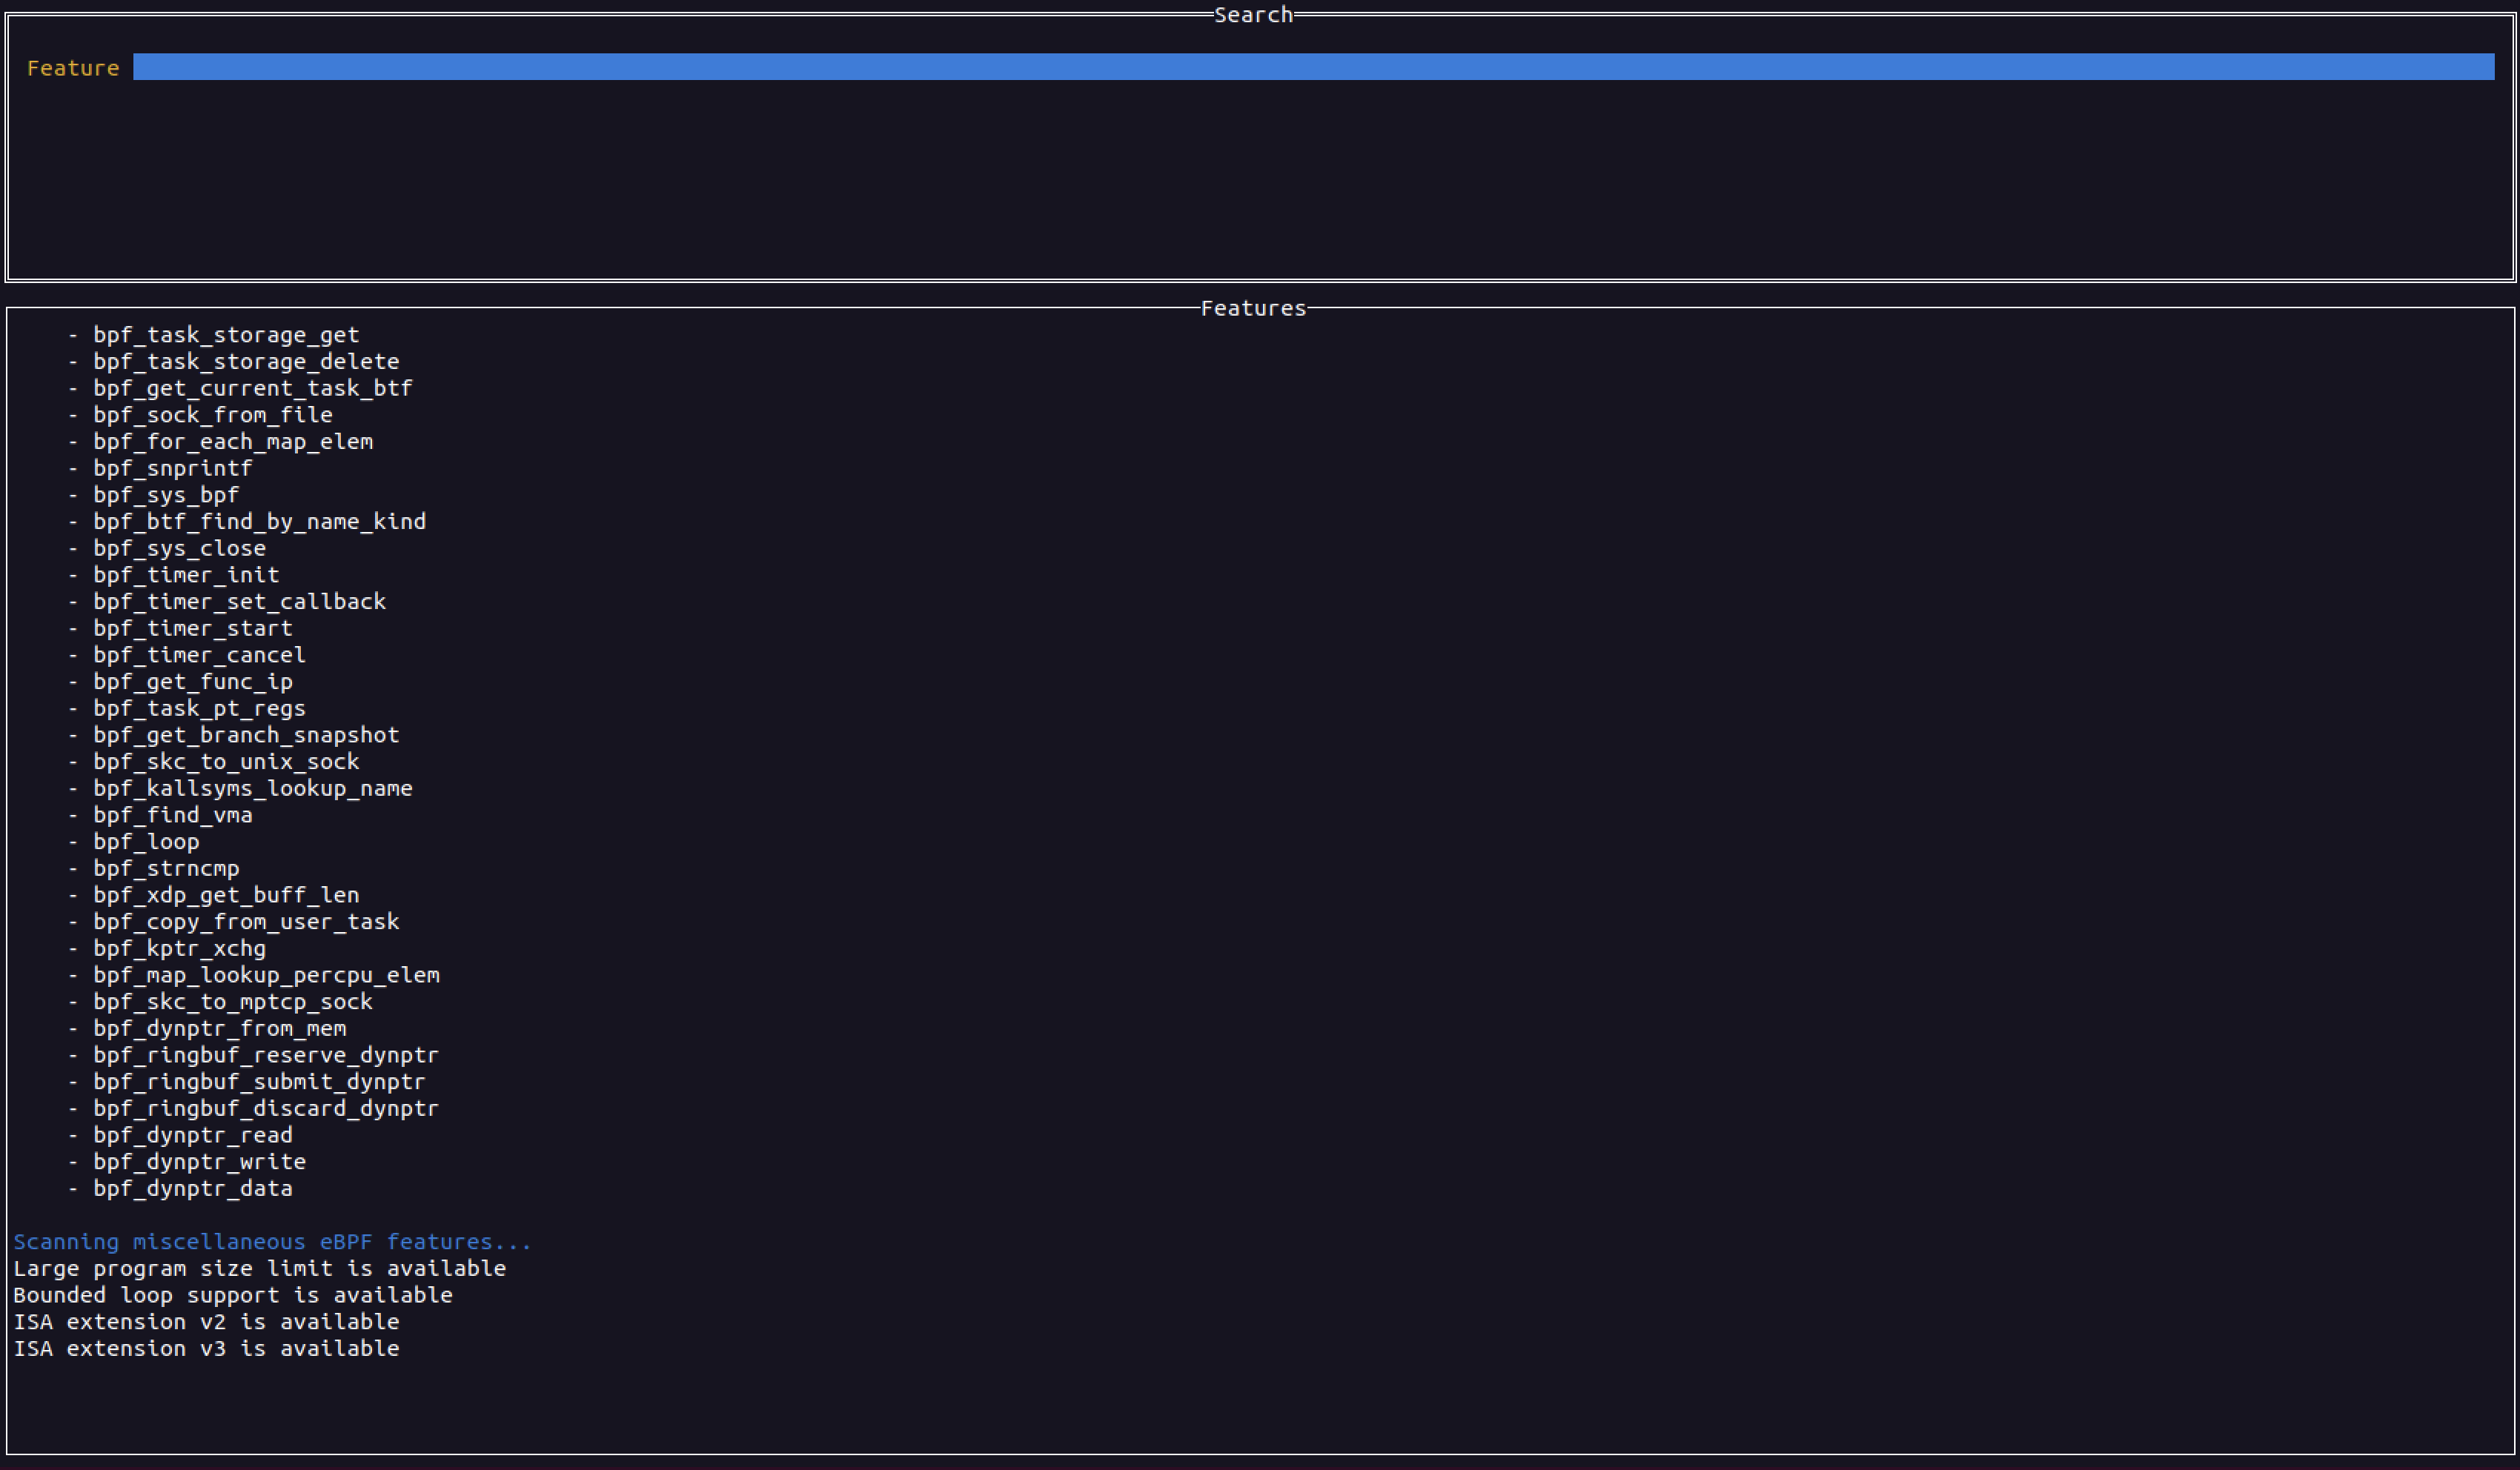 Search
Feature
Features
- bpf_task_storage_get
- bpf_task_storage_delete
- bpf_get_current_task_btf
- bpf_sock_from_file
- bpf_for_each_map_elem
- bpf_snprintf
- bpf_sys_bpf
- bpf_btf_find_by_name_kind
- bpf_sys_close
- bpf_timer_init
- bpf_timer_set_callback
- bpf_timer_start
- bpf_timer_cancel
- bpf_get_func_ip
- bpf_task_pt_regs
- bpf_get_branch_snapshot
- bpf_skc_to_unix_sock
- bpf_kallsyms_lookup_name
- bpf_find_vma
- bpf_loop
- bpf_strncmp
- bpf_xdp_get_buff_len
- bpf_copy_from_user_task
- bpf_kptr_xchg
- bpf_map_lookup_percpu_elem
- bpf_skc_to_mptcp_sock
- bpf_dynptr_from_mem
- bpf_ringbuf_reserve_dynptr
- bpf_ringbuf_submit_dynptr
- bpf_ringbuf_discard_dynptr
- bpf_dynptr_read
- bpf_dynptr_write
- bpf_dynptr_data
Scanning miscellaneous eBPF features...
Large program size limit is available
Bounded loop support is available
ISA extension v2 is available
ISA extension v3 is available